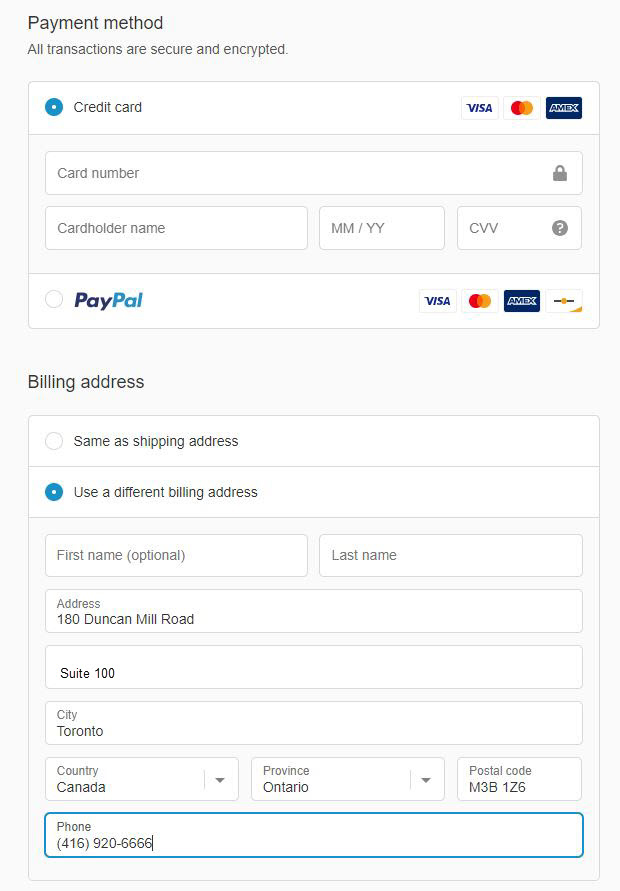 Payment method
All transactions are secure and encrypted.
Credit card VISA AMEX
Card number
Cardholder name MM / YY CVV ?
PayPal VISA AMEX
Billing address
Same as shipping address
Use a different billing address
First name (optional) Last name
Address
180 Duncan Mill Road
Suite 100
City
Toronto
Country Province Postal code
Canada Ontario M3B 1Z6
Phone
(416) 920-6666